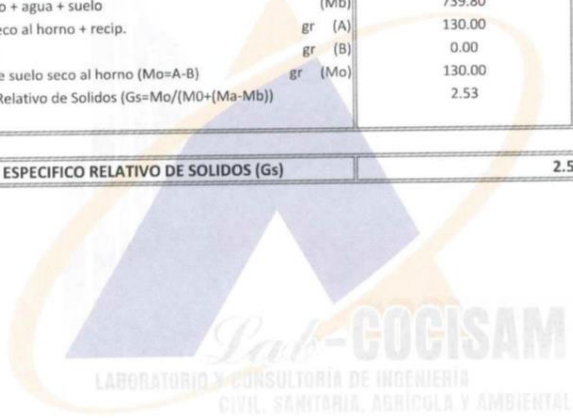 o + agua + suelo (Mb) 739.80
eco al horno + recip. gr (A) 130.00
gr (B) 0.00
e suelo seco al horno (Mo=A-B) gr (Mo) 130.00
Relativo de Solidos (Gs=Mo/(M0+(Ma-Mb)) 2.53
ESPECIFICO RELATIVO DE SOLIDOS (Gs) 2.5
Lab-COCISAM
LABORATORIO Y CONSULTORÍA DE INGENIERIA
CIVIL, SANITARIA, AGRÍCOLA Y AMBIENTAL